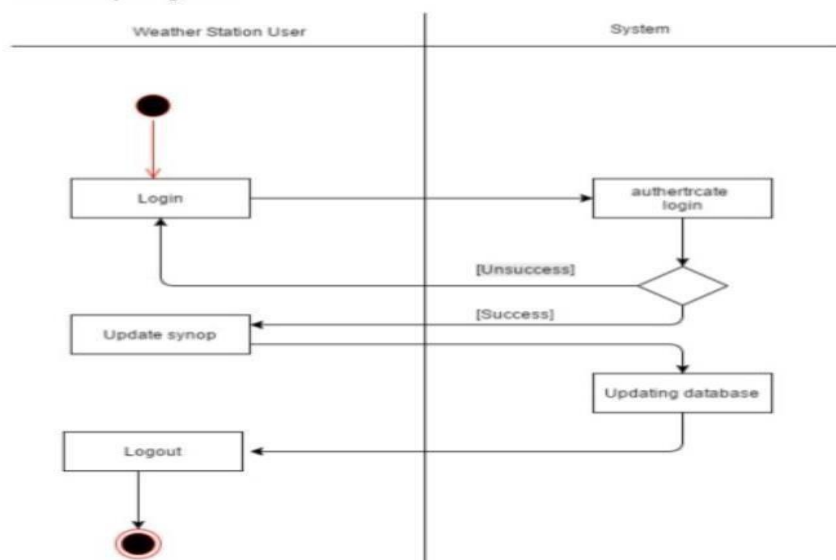 Weather Station User
System
Login
authertrcate
login
[Unsuccess]
[Success]
Update synop
Updating database
Logout